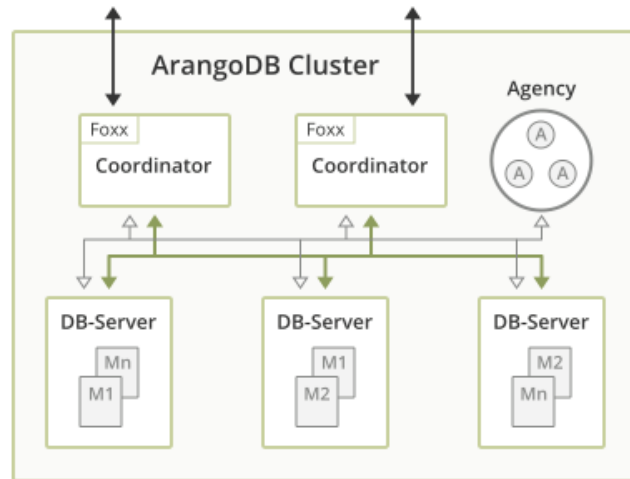 ArangoDB Cluster
Agency
Foxx
Coordinator
Foxx
Coordinator
A
A
A
DB-Server
Mn
M1
DB-Server
M1
M2
DB-Server
M2
Mn